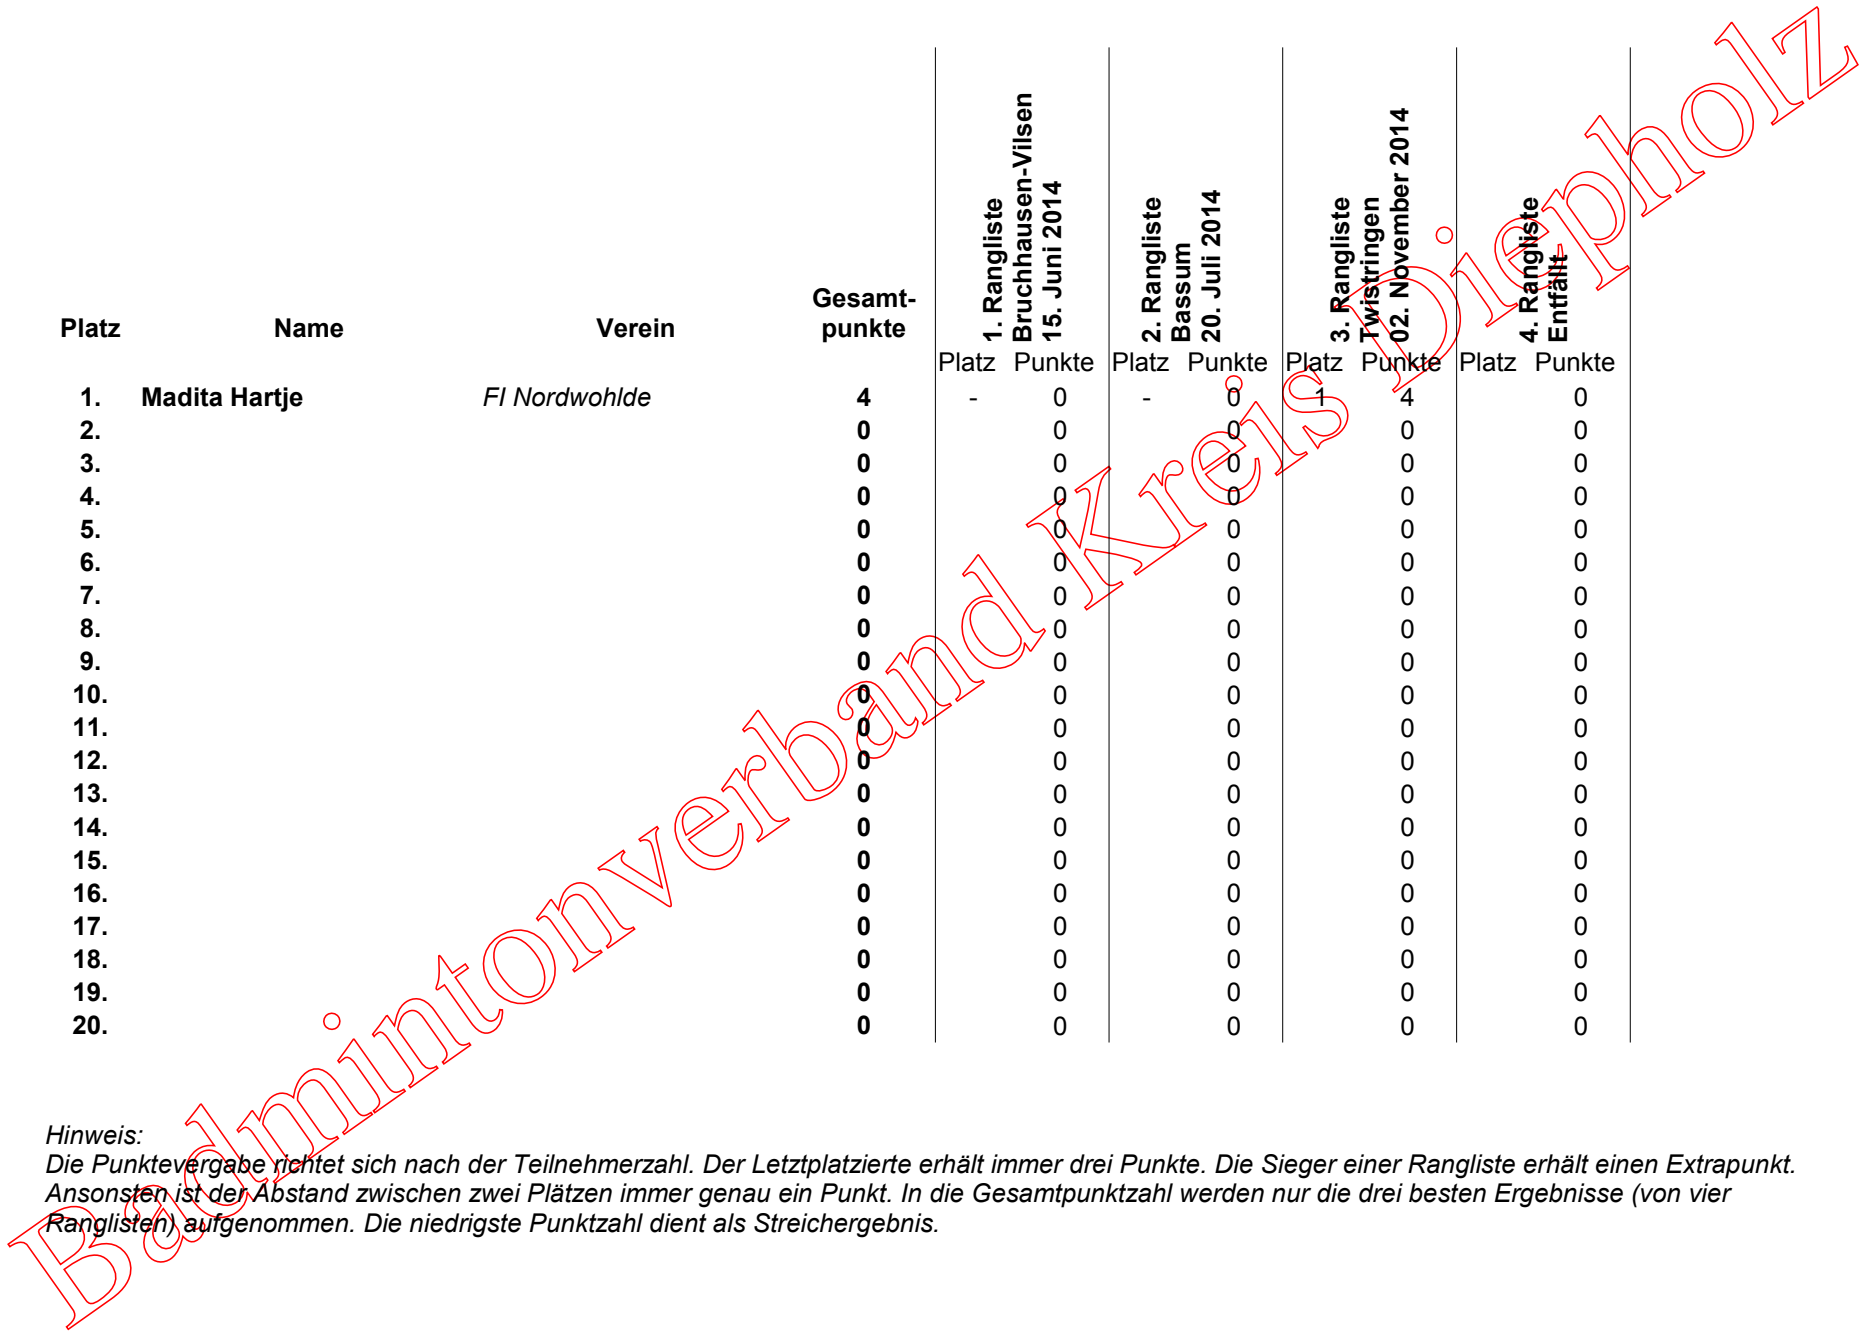 1. Rangliste
Bruchhausen-Vilsen
15. Juni 2014
2. Rangliste
Bassum
20. Juli 2014
3. Rangliste
Twistringen
02. November 2014
4. Rangliste
Entfällt
Platz Name Verein Gesamt-
punkte
Platz Punkte Platz Punkte Platz Punkte Platz Punkte
1. Madita Hartje FI Nordwohlde 4 - 0 - 0 1 4 0
2. 0 0 0 0 0
3. 0 0 0 0 0
4. 0 0 0 0 0
5. 0 0 0 0 0
6. 0 0 0 0 0
7. 0 0 0 0 0
8. 0 0 0 0 0
9. 0 0 0 0 0
10. 0 0 0 0 0
11. 0 0 0 0 0
12. 0 0 0 0 0
13. 0 0 0 0 0
14. 0 0 0 0 0
15. 0 0 0 0 0
16. 0 0 0 0 0
17. 0 0 0 0 0
18. 0 0 0 0 0
19. 0 0 0 0 0
20. 0 0 0 0 0
Hinweis:
Die Punktevergabe richtet sich nach der Teilnehmerzahl. Der Letztplatzierte erhält immer drei Punkte. Die Sieger einer Rangliste erhält einen Extrapunkt.
Ansonsten ist der Abstand zwischen zwei Plätzen immer genau ein Punkt. In die Gesamtpunktzahl werden nur die drei besten Ergebnisse (von vier
Ranglisten) aufgenommen. Die niedrigste Punktzahl dient als Streichergebnis.
Badmintonverband Kreis Diepholz